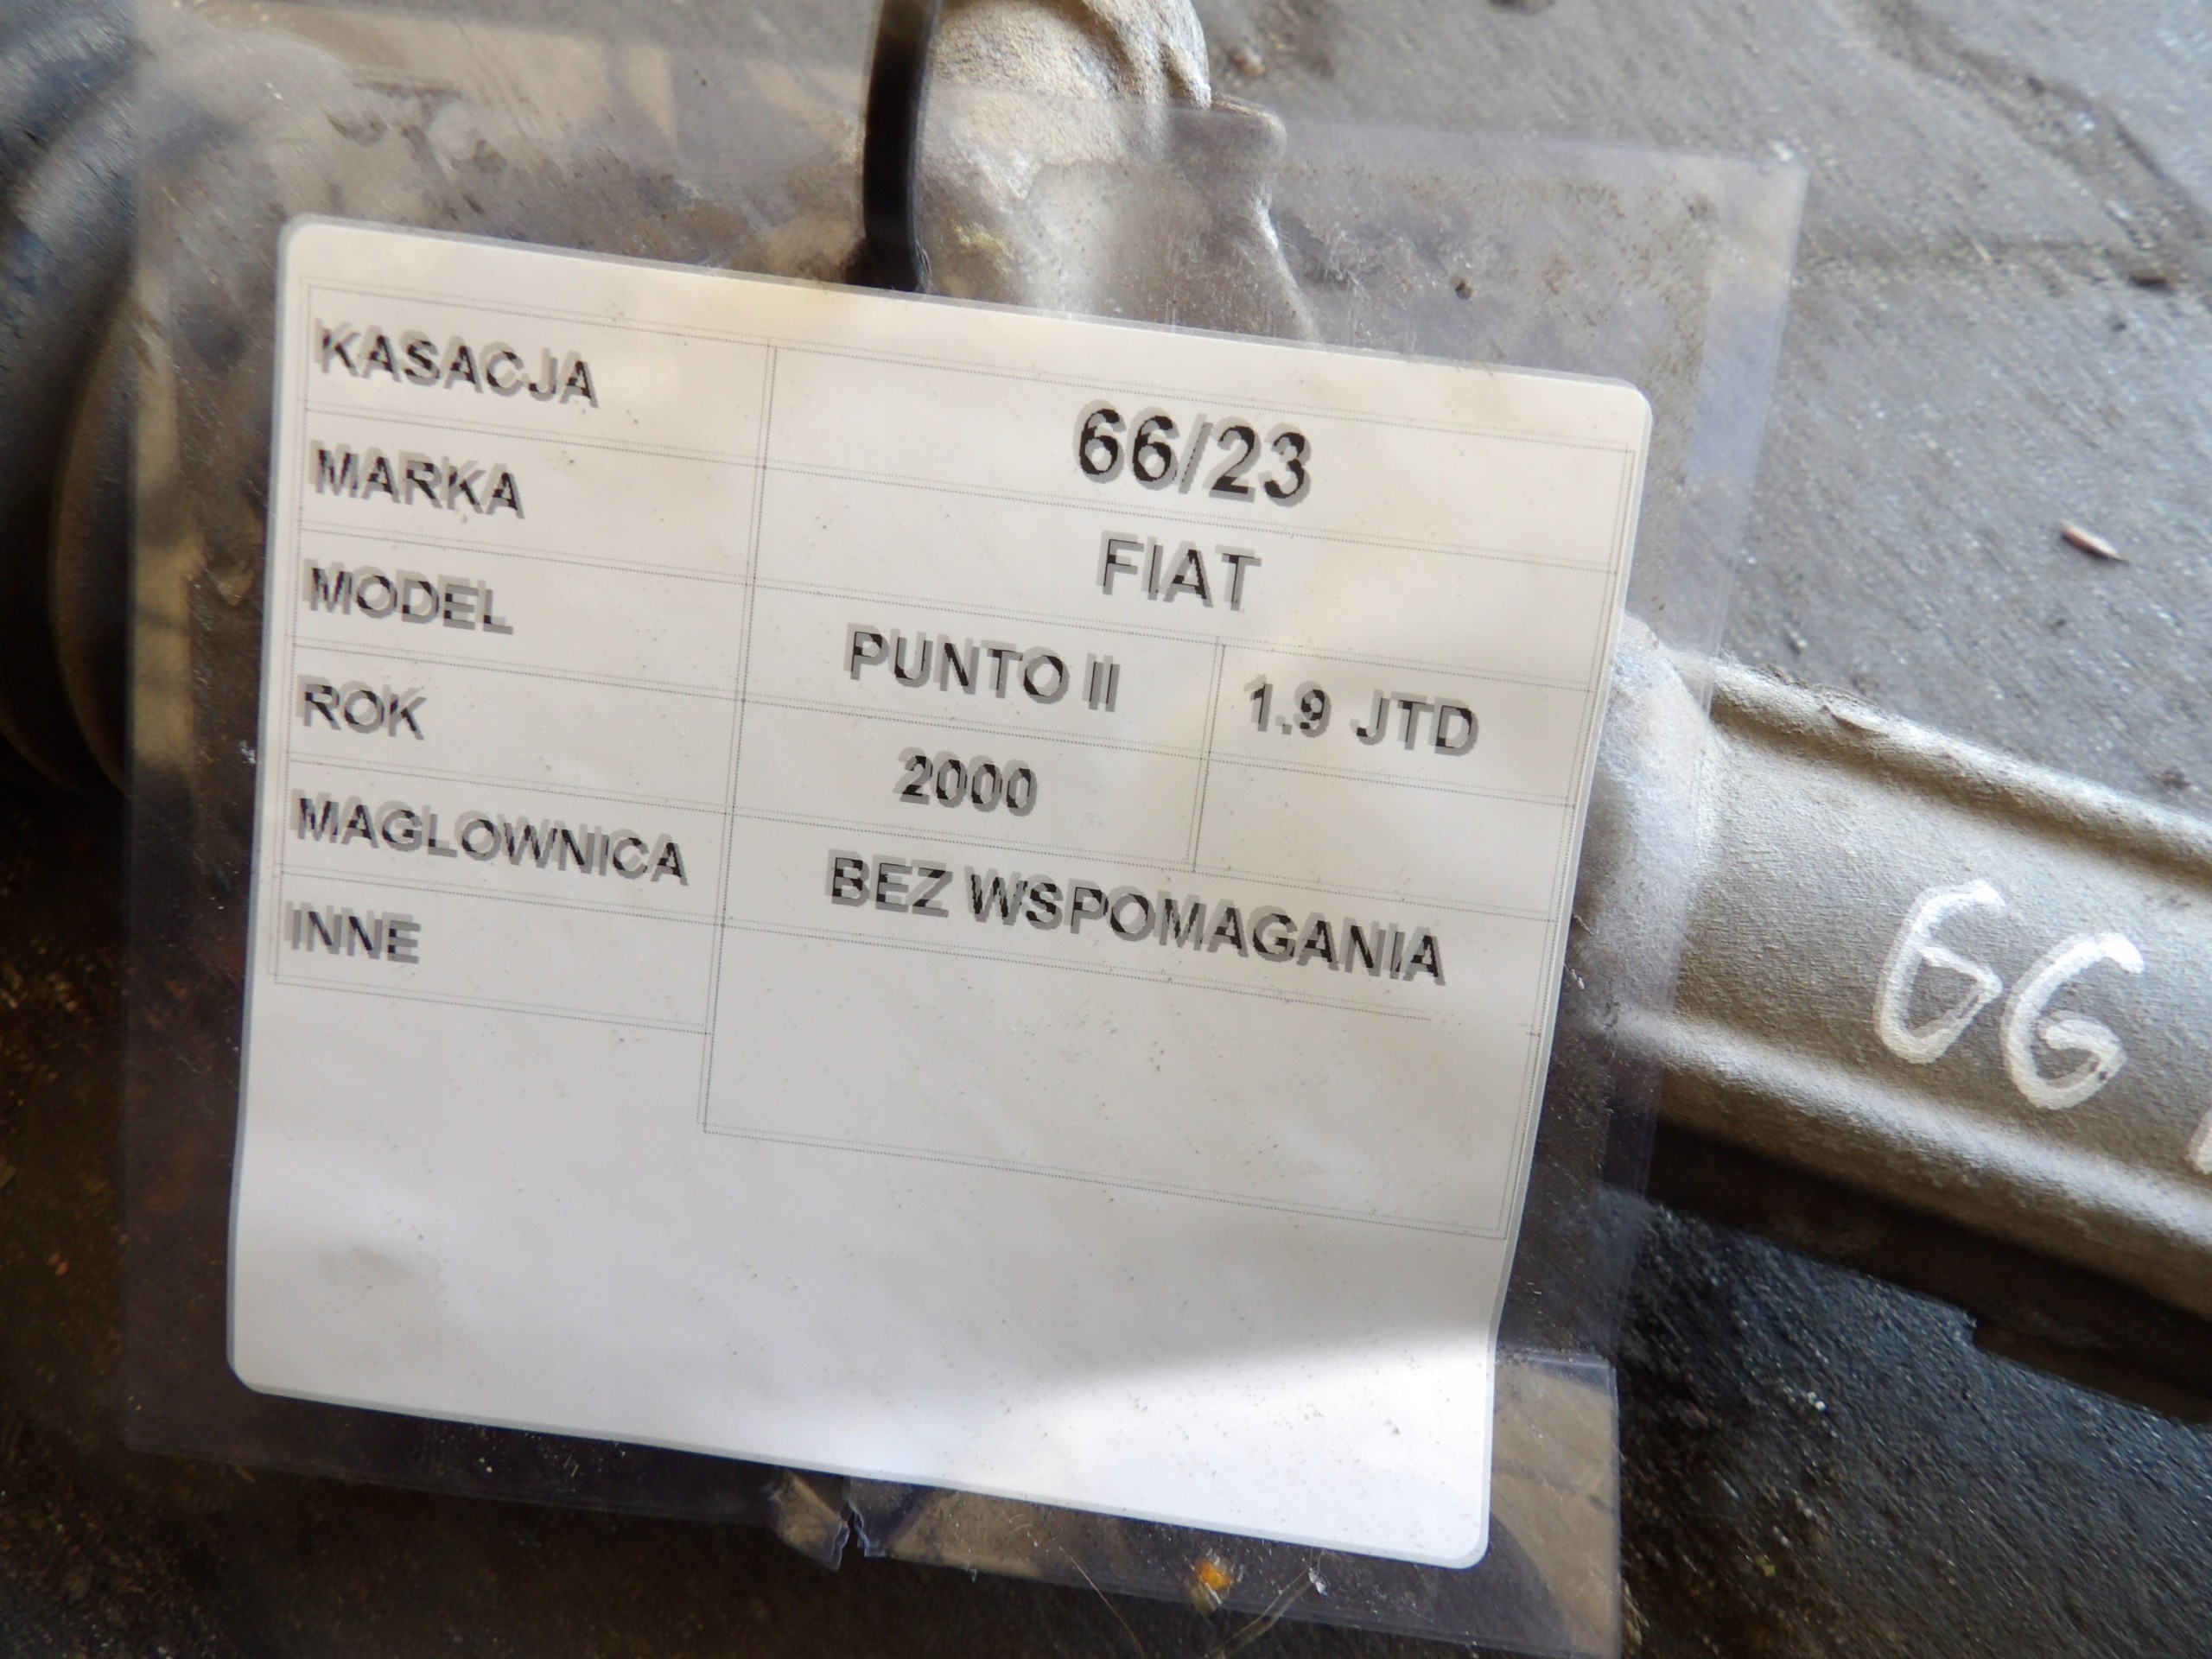 KASACJA 66/23
MARKA FIAT
MODEL PUNTO II 1.9 JTD
ROK 2000
MAGLOWNICA BEZ WSPOMAGANIA
INNE
66